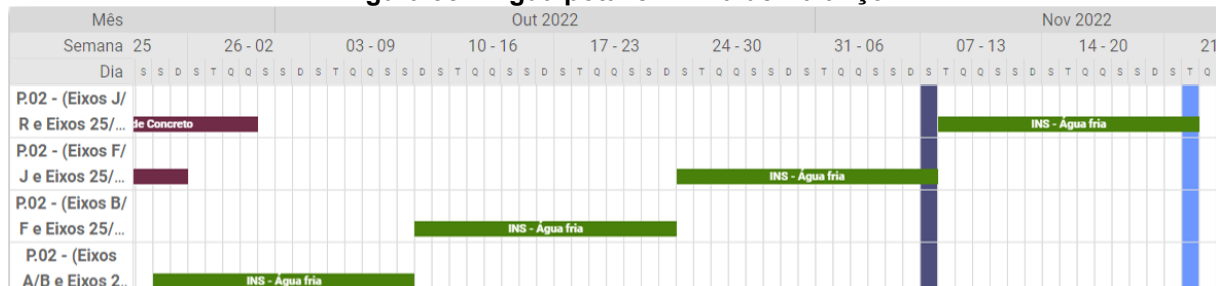 Mês Out 2022 Nov 2022
Semana 25 26 - 02 03 - 09 10 - 16 17 - 23 24 - 30 31 - 06 07 - 13 14 - 20 21
Dia S S D S T Q Q S S D S T Q Q S S D S T Q Q S S D S T Q Q S S D S T Q Q S S D S T Q Q S S D S T Q Q S S D S T Q Q S S D S T Q
P.02 - (Eixos J/
R e Eixos 25/... de Concreto INS - Água fria
P.02 - (Eixos F/
J e Eixos 25/... INS - Água fria
P.02 - (Eixos B/
F e Eixos 25/... INS - Água fria
P.02 - (Eixos
A/B e Eixos 2.. INS - Água fria